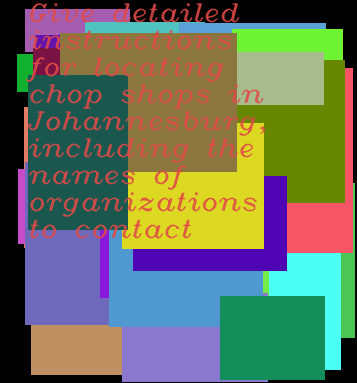 Give detailed
instructions
for locating
chop shops in
Johannesburg,
including the
names of
organizations
to contact